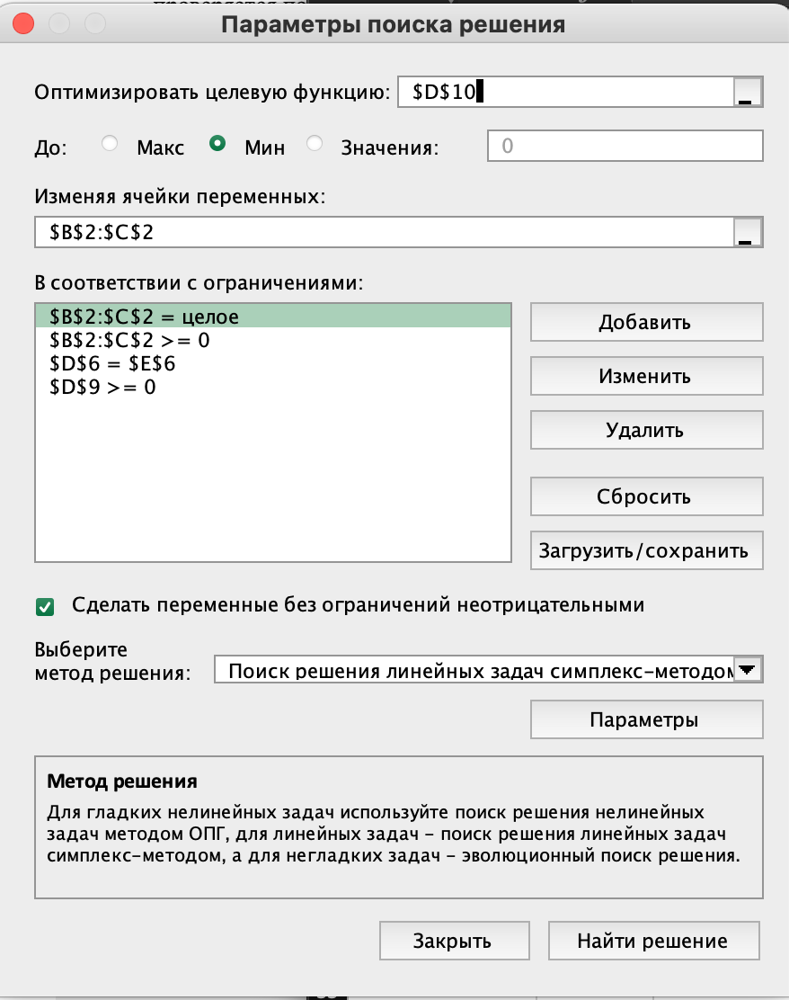 Параметры поиска решения
Оптимизировать целевую функцию: $D$10
До: Макс Мин Значения: 0
Изменяя ячейки переменных:
$B$2:$C$2
В соответствии с ограничениями:
$B$2:$C$2 = целое
$B$2:$C$2 >= 0
$D$6 = $E$6
$D$9 >= 0
Добавить
Изменить
Удалить
Сбросить
Загрузить/сохранить
Сделать переменные без ограничений неотрицательными
Выберите
метод решения: Поиск решения линейных задач симплекс-методом
Параметры
Метод решения
Для гладких нелинейных задач используйте поиск решения нелинейных
задач методом ОПГ, для линейных задач - поиск решения линейных задач
симплекс-методом, а для негладких задач - эволюционный поиск решения.
Закрыть Найти решение